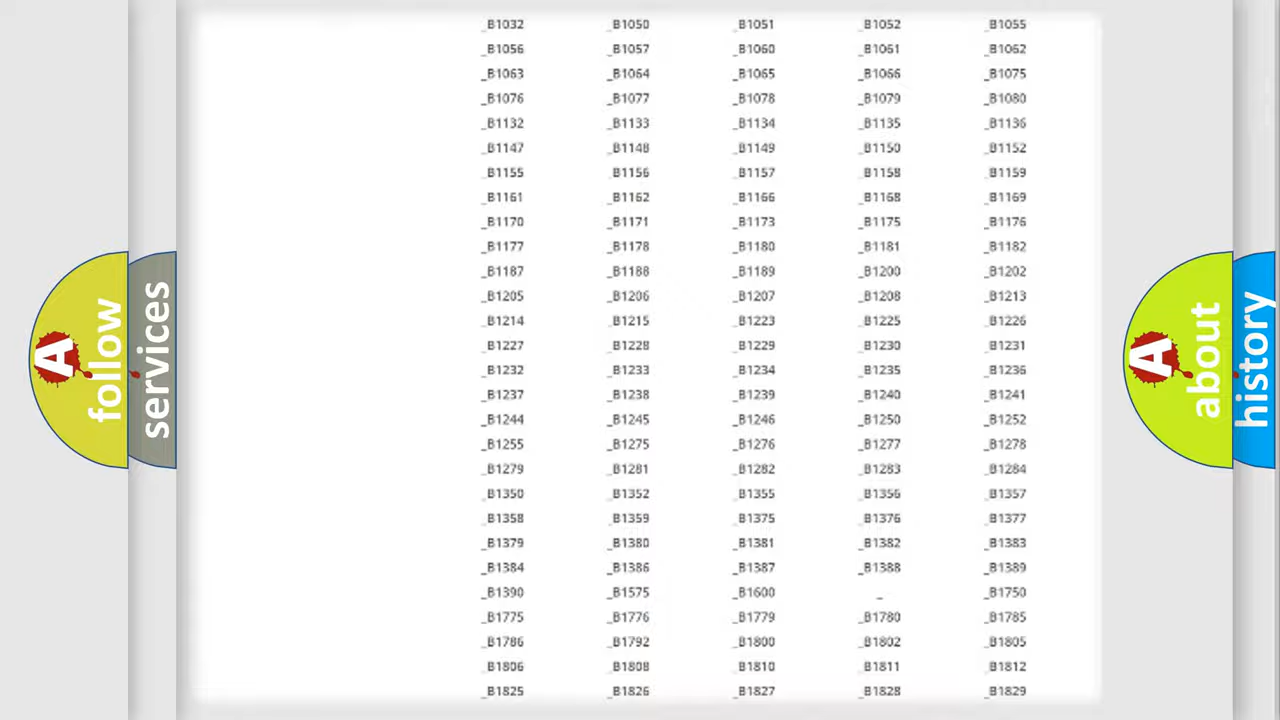 _B1032 _B1050 _B1051 _B1052 _B1055
_B1056 _B1057 _B1060 _B1061 _B1062
_B1063 _B1064 _B1065 _B1066 _B1075
_B1076 _B1077 _B1078 _B1079 _B1080
_B1132 _B1133 _B1134 _B1135 _B1136
_B1147 _B1148 _B1149 _B1150 _B1152
_B1155 _B1156 _B1157 _B1158 _B1159
_B1161 _B1162 _B1166 _B1168 _B1169
_B1170 _B1171 _B1173 _B1175 _B1176
_B1177 _B1178 _B1180 _B1181 _B1182
_B1187 _B1188 _B1189 _B1200 _B1202
_B1205 _B1206 _B1207 _B1208 _B1213
_B1214 _B1215 _B1223 _B1225 _B1226
_B1227 _B1228 _B1229 _B1230 _B1231
_B1232 _B1233 _B1234 _B1235 _B1236
_B1237 _B1238 _B1239 _B1240 _B1241
_B1244 _B1245 _B1246 _B1250 _B1252
_B1255 _B1275 _B1276 _B1277 _B1278
_B1279 _B1281 _B1282 _B1283 _B1284
_B1350 _B1352 _B1355 _B1356 _B1357
_B1358 _B1359 _B1375 _B1376 _B1377
_B1379 _B1380 _B1381 _B1382 _B1383
_B1384 _B1386 _B1387 _B1388 _B1389
_B1390 _B1575 _B1600 _ _B1750
_B1775 _B1776 _B1779 _B1780 _B1785
_B1786 _B1792 _B1800 _B1802 _B1805
_B1806 _B1808 _B1810 _B1811 _B1812
_B1825 _B1826 _B1827 _B1828 _B1829
A
follow
services
A
about
history